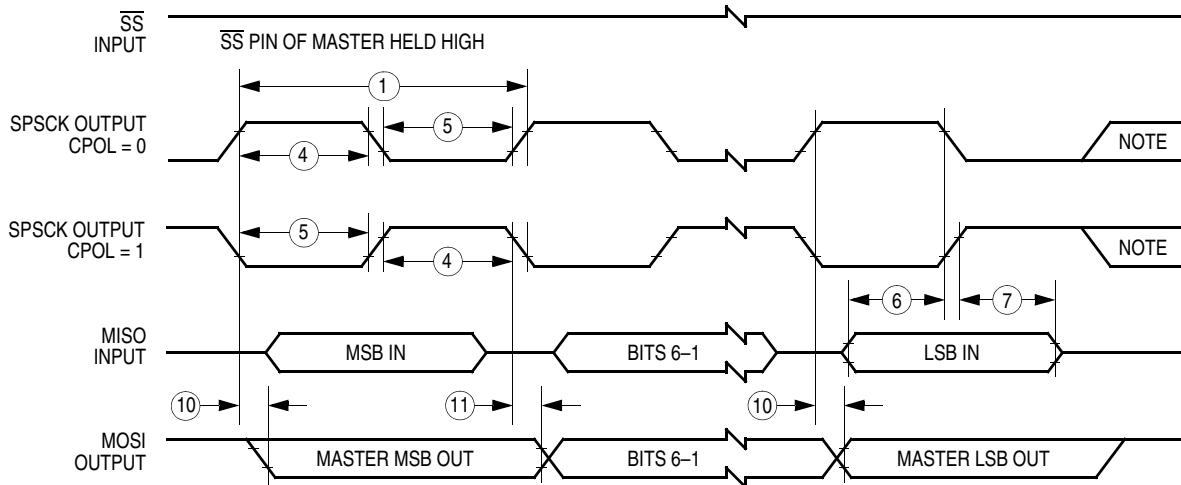 SS
INPUT
SS PIN OF MASTER HELD HIGH
1
SPSCK OUTPUT
CPOL = 0
5
4
NOTE
SPSCK OUTPUT
CPOL = 1
5
4
NOTE
6
7
MISO
INPUT
MSB IN
BITS 6–1
LSB IN
10
11
10
MOSI
OUTPUT
MASTER MSB OUT
BITS 6–1
MASTER LSB OUT